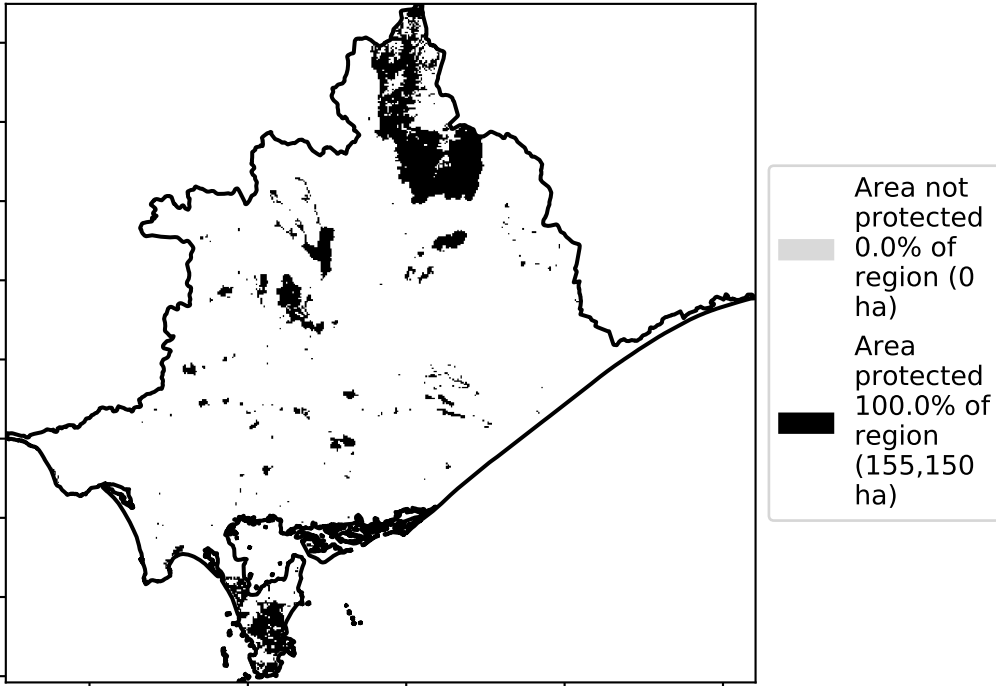 Area not
protected
0.0% of
region (0
ha)
Area
protected
100.0% of
region
(155,150
ha)